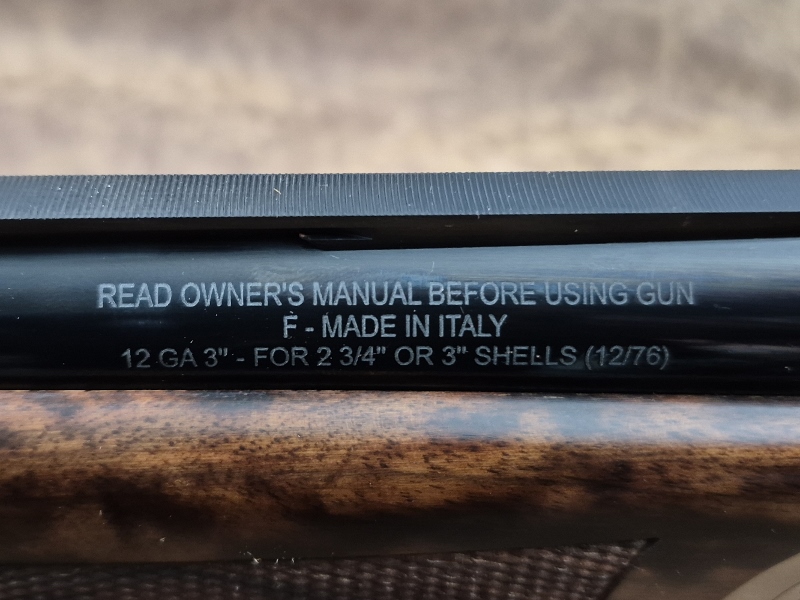 READ OWNER'S MANUAL BEFORE USING GUN
F - MADE IN ITALY
12 GA 3" - FOR 2 3/4" OR 3" SHELLS (12/76)